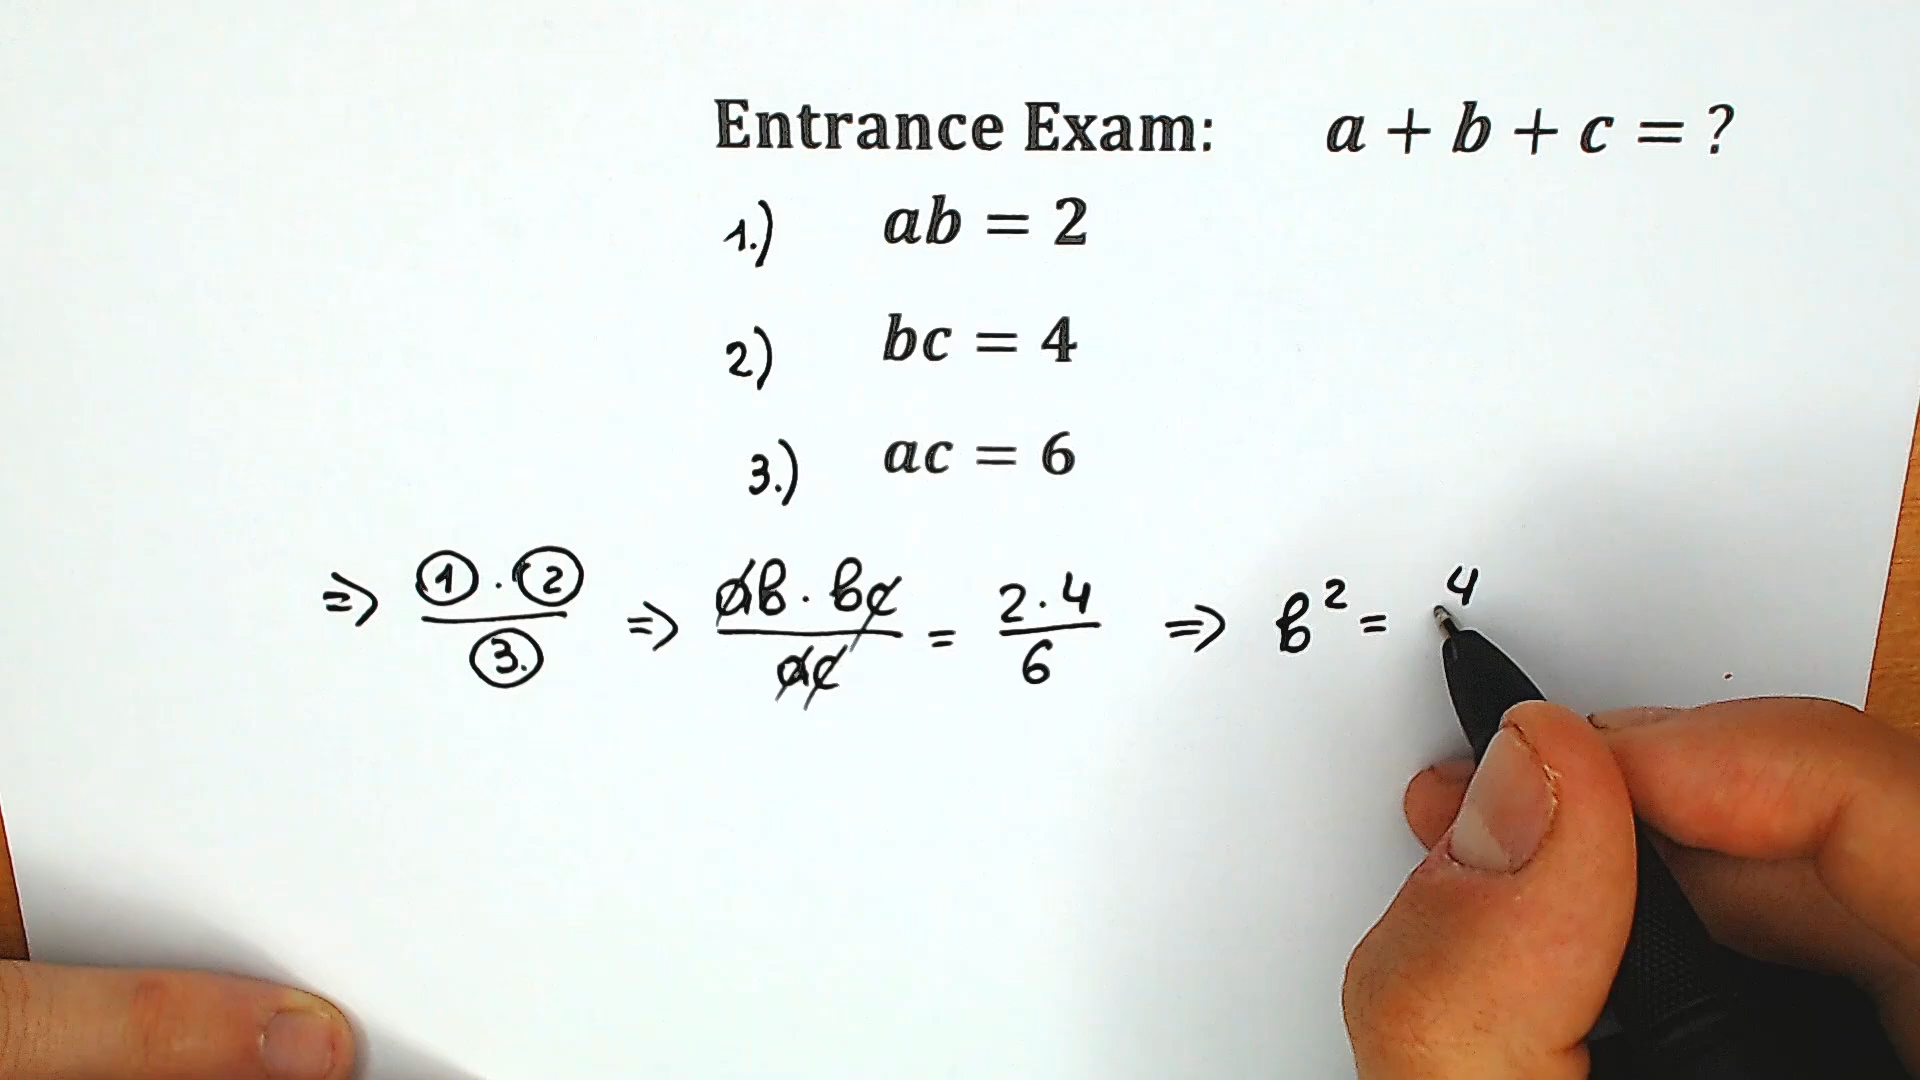 Entrance Exam: a + b + c = ?
1.) ab = 2
2) bc = 4
3.) ac = 6
=> (1) · (2) / (3.) => ab · bc / ac = 2 · 4 / 6 => b² = 4